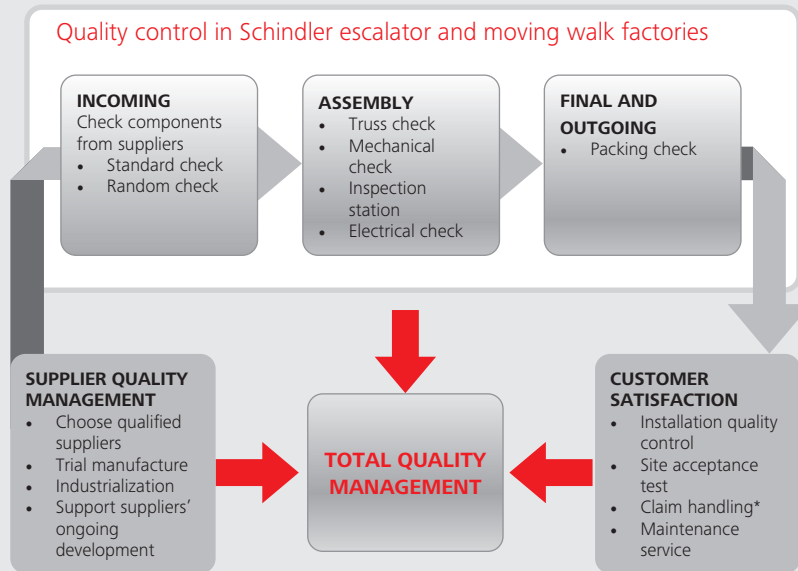 Quality control in Schindler escalator and moving walk factories
INCOMING
Check components
from suppliers
• Standard check
• Random check
ASSEMBLY
• Truss check
• Mechanical
check
• Inspection
station
• Electrical check
FINAL AND
OUTGOING
• Packing check
SUPPLIER QUALITY
MANAGEMENT
• Choose qualified
suppliers
• Trial manufacture
• Industrialization
• Support suppliers’
ongoing
development
TOTAL QUALITY
MANAGEMENT
CUSTOMER
SATISFACTION
• Installation quality
control
• Site acceptance
test
• Claim handling*
• Maintenance
service